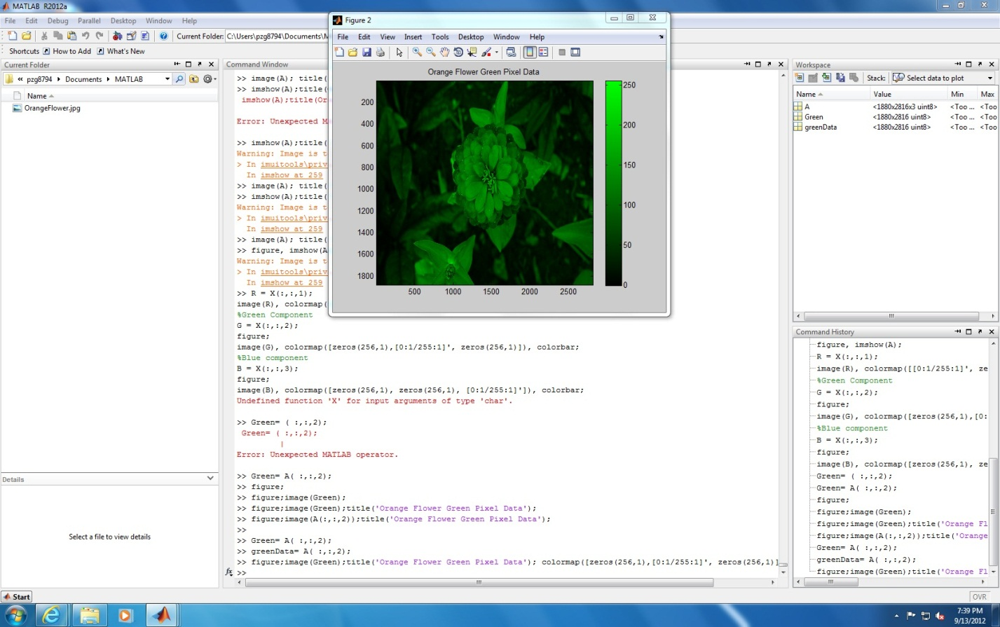 MATLAB R2012a
File Edit Debug Parallel Desktop Window Help
Current Folder: C:\Users\pzg8794\Documents\M
Shortcuts How to Add What's New
Current Folder
« pzg8794 Documents MATLAB
Name
OrangeFlower.jpg
Details
Select a file to view details
Command Window
>> image(A); title(
>> imshow(A);title(
imshow(A);title(Or
Error: Unexpected M
>> imshow(A);title(
Warning: Image is t
> In imuitools\priv
In imshow at 259
>> image(A); title(
>> imshow(A);title(
Warning: Image is t
> In imuitools\priv
In imshow at 259
>> image(A); title(
>> figure, imshow(A
Warning: Image is t
> In imuitools\priv
In imshow at 259
>> R = X(:,:,1);
image(R), colormap(
%Green Component
G = X(:,:,2);
figure;
image(G), colormap([zeros(256,1),[0:1/255:1]', zeros(256,1)]), colorbar;
%Blue component
B = X(:,:,3);
figure;
image(B), colormap([zeros(256,1), zeros(256,1), [0:1/255:1]']), colorbar;
Undefined function 'X' for input arguments of type 'char'.
>> Green= ( :,:,2);
Green= ( :,:,2);
|
Error: Unexpected MATLAB operator.
>> Green= A( :,:,2);
>> figure;
>> figure;image(Green);
>> figure;image(Green);title('Orange Flower Green Pixel Data');
>> figure;image(A(:,:,2));title('Orange Flower Green Pixel Data');
>>
>> Green= A( :,:,2);
>> greenData= A( :,:,2);
>> figure;image(Green);title('Orange Flower Green Pixel Data'); colormap([zeros(256,1),[0:1/255:1]', zeros(256,1)]
fx >>
Figure 2
File Edit View Insert Tools Desktop Window Help
Orange Flower Green Pixel Data
200
400
600
800
1000
1200
1400
1600
1800
500 1000 1500 2000 2500
250
200
150
100
50
0
Workspace
Stack: Select data to plot
Name Value Min Max
A <1880x2816x3 uint8> <Too ... <Too
Green <1880x2816 uint8> <Too ... <Too
greenData <1880x2816 uint8> <Too ... <Too
Command History
figure, imshow(A);
R = X(:,:,1);
image(R), colormap([[0:1/255:1]', ze
%Green Component
G = X(:,:,2);
figure;
image(G), colormap([zeros(256,1),[0:
%Blue component
B = X(:,:,3);
figure;
image(B), colormap([zeros(256,1), ze
Green= ( :,:,2);
Green= A( :,:,2);
figure;
figure;image(Green);
figure;image(Green);title('Orange Fl
figure;image(A(:,:,2));title('Orange
Green= A( :,:,2);
greenData= A( :,:,2);
figure;image(Green);title('Orange Fl
Start
OVR
7:39 PM
9/13/2012